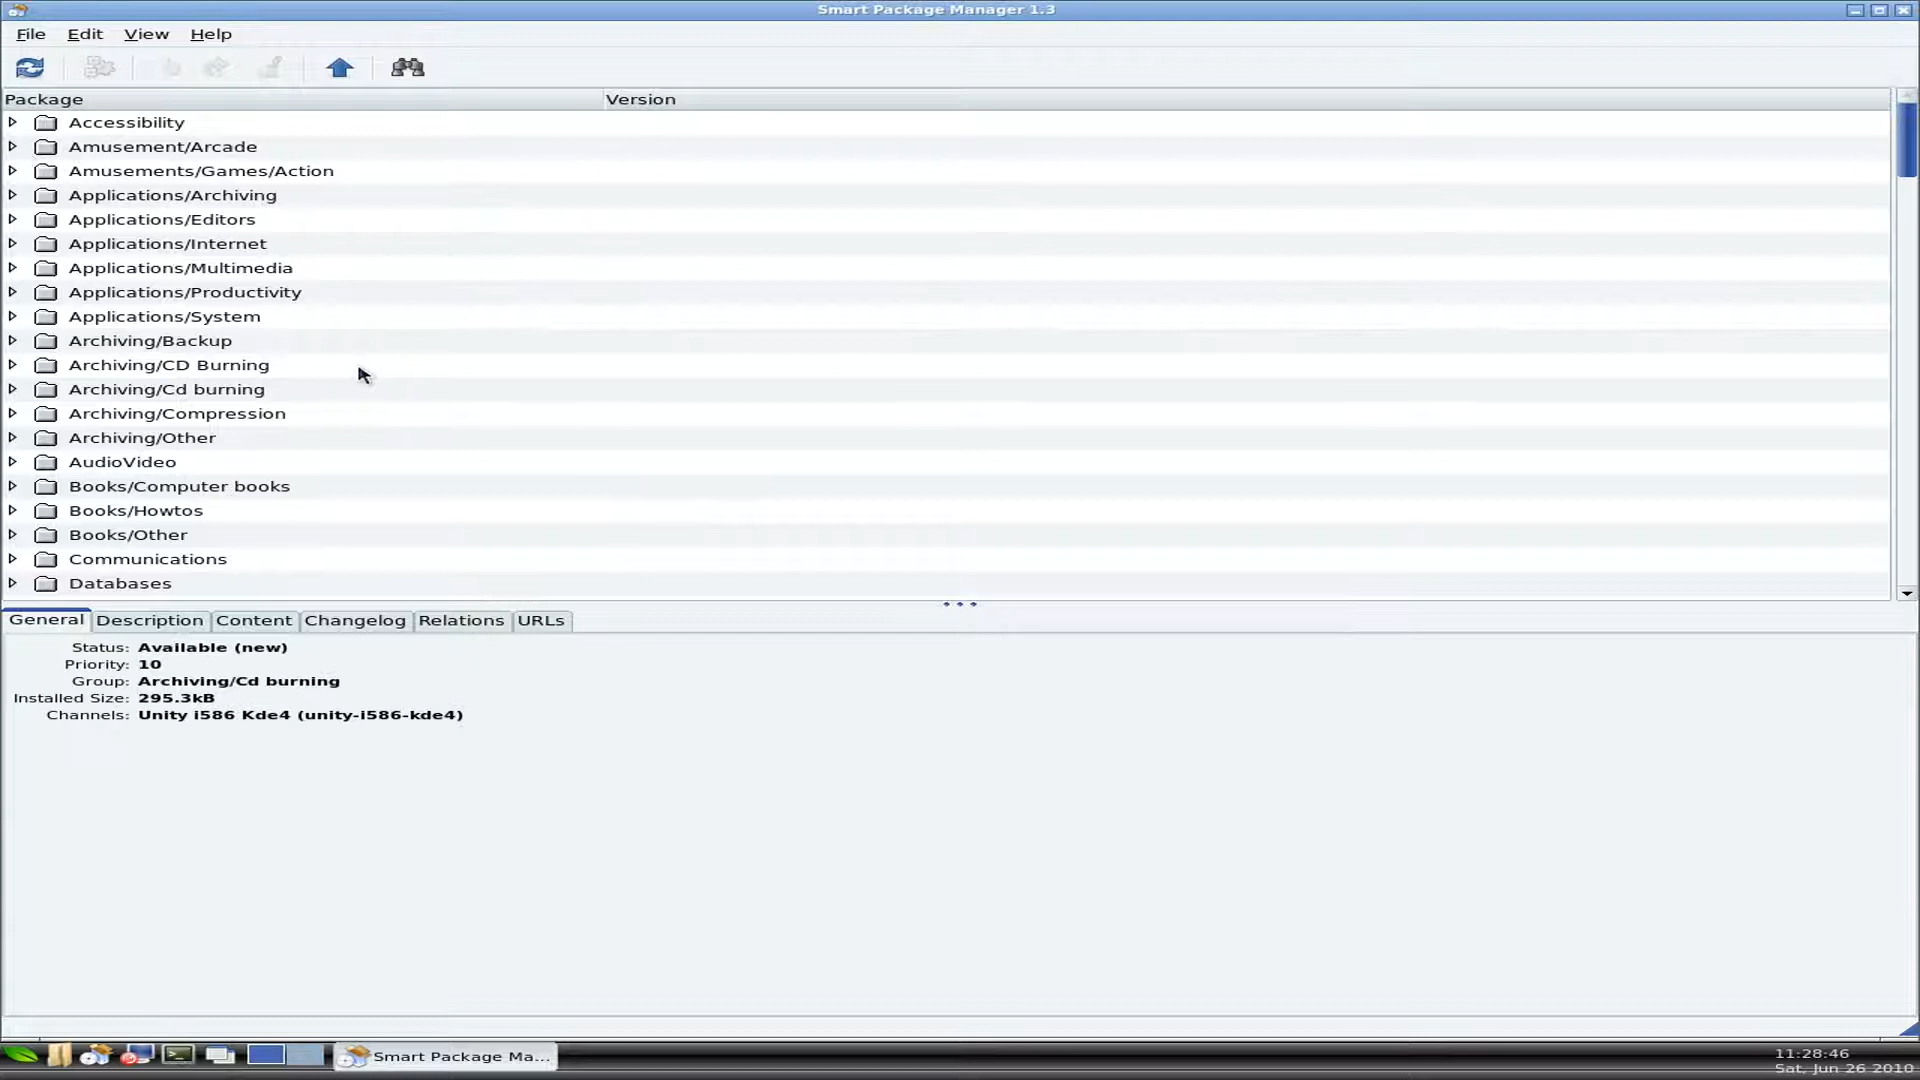 Smart Package Manager 1.3
File Edit View Help
Package Version
Accessibility
Amusement/Arcade
Amusements/Games/Action
Applications/Archiving
Applications/Editors
Applications/Internet
Applications/Multimedia
Applications/Productivity
Applications/System
Archiving/Backup
Archiving/CD Burning
Archiving/Cd burning
Archiving/Compression
Archiving/Other
AudioVideo
Books/Computer books
Books/Howtos
Books/Other
Communications
Databases
General Description Content Changelog Relations URLs
Status: Available (new)
Priority: 10
Group: Archiving/Cd burning
Installed Size: 295.3kB
Channels: Unity i586 Kde4 (unity-i586-kde4)
Smart Package Ma...
11:28:46
Sat, Jun 26 2010